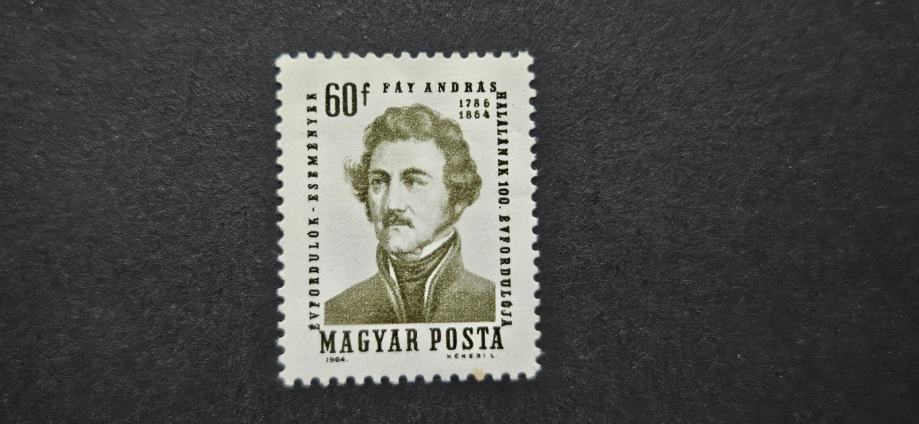 60f
FÁY ANDRÁS
1786
1864
ÉVFORDULÓK - ESEMÉNYEK
HALÁLÁNAK 100. ÉVFORDULÓJA
MAGYAR POSTA
1964.
KÉKESI L.